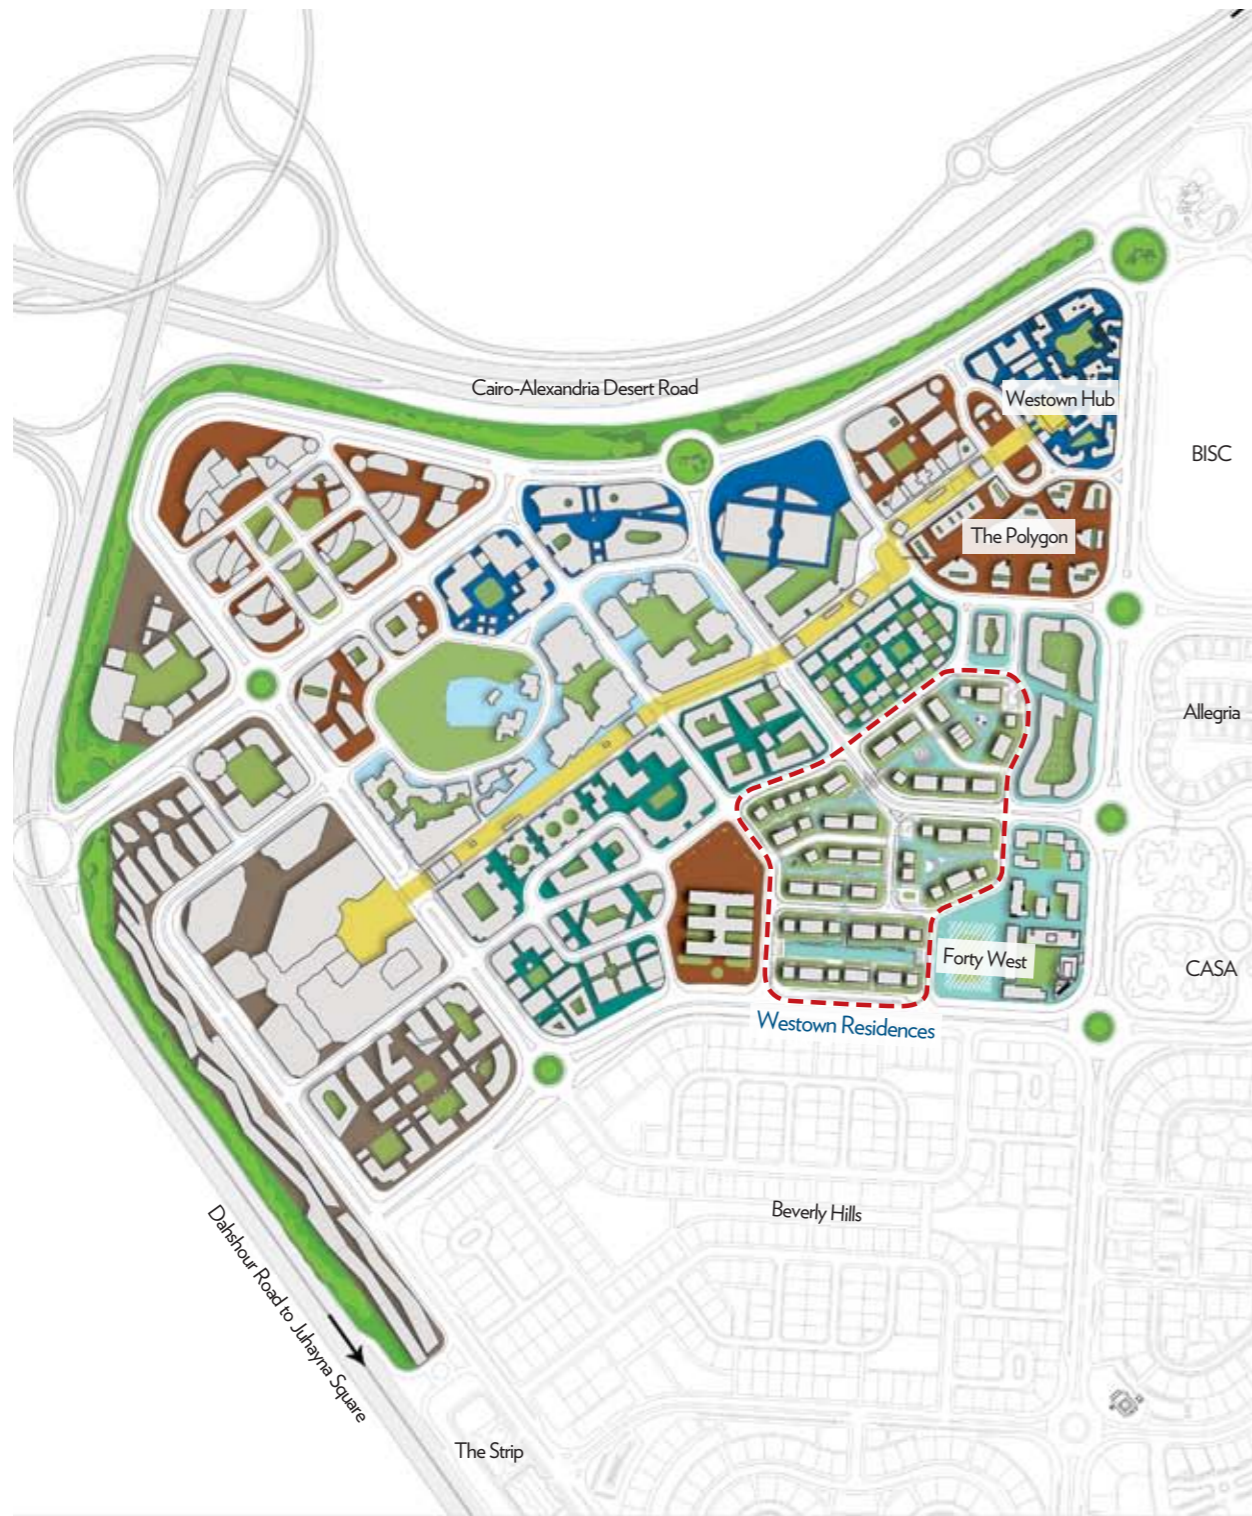 Cairo-Alexandria Desert Road
Westown Hub
BISC
The Polygon
Allegria
Forty West
CASA
Westown Residences
Beverly Hills
Dahshour Road to Juhayna Square
The Strip